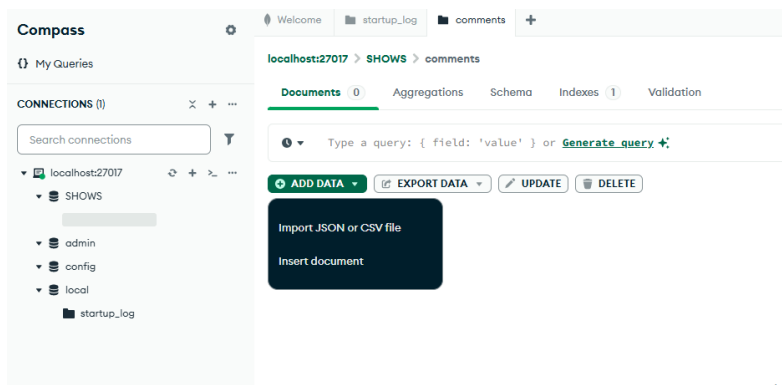 Compass
My Queries
CONNECTIONS (1)
Search connections
localhost:27017
SHOWS
admin
config
local
startup_log
Welcome
startup_log
comments
localhost:27017 > SHOWS > comments
Documents 0 Aggregations Schema Indexes 1 Validation
Type a query: { field: 'value' } or Generate query
ADD DATA EXPORT DATA UPDATE DELETE
Import JSON or CSV file
Insert document